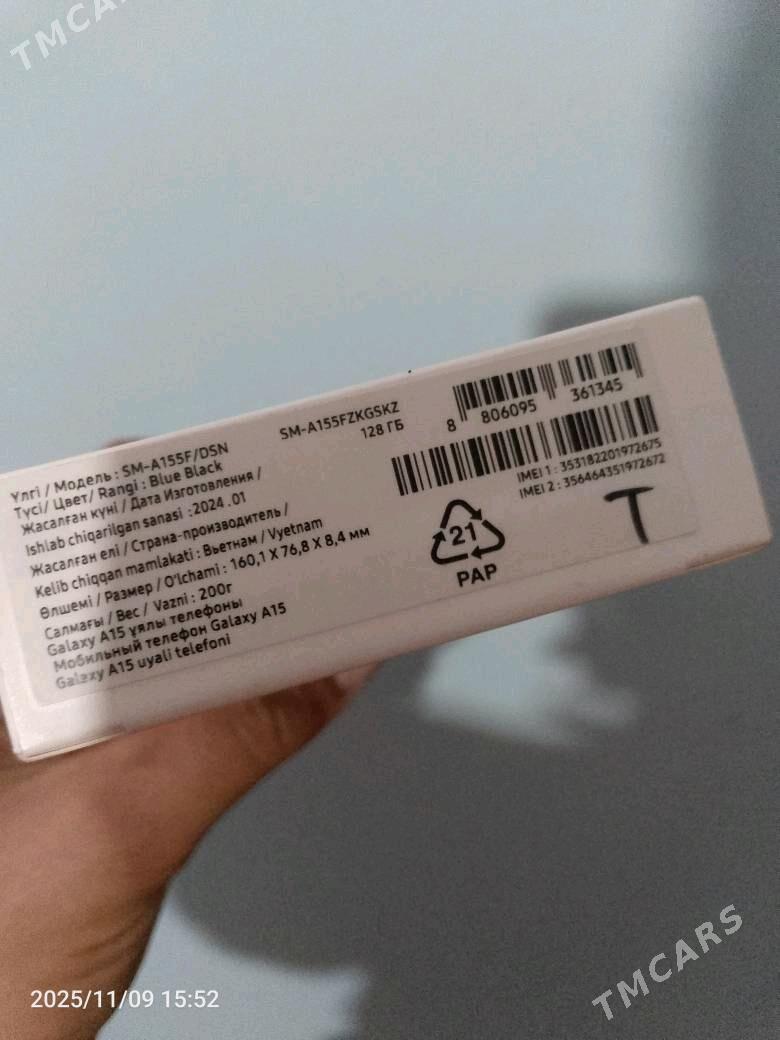 TMCARS
SM-A155FZKGSKZ
128 ГБ
8 806095 361345
IMEI 1 : 353182201972675
IMEI 2 : 356464351972672
T
21
PAP
Үлгі / Модель : SM-A155F/DSN
Түсі/ Цвет/ Rangi : Blue Black
Жасалған күні / Дата Изготовления /
Ishlab chiqarilgan sanasi :2024 .01
Жасалған елі / Страна-производитель /
Kelib chiqqan mamlakati : Вьетнам / Vyetnam
Өлшемі / Размер / O'lchami : 160,1 X 76,8 X 8,4 мм
Салмағы / Вес / Vazni : 200г
Galaxy A15 ұялы телефоны
Мобильный телефон Galaxy A15
Galaxy A15 uyali telefoni
TMCARS
2025/11/09 15:52